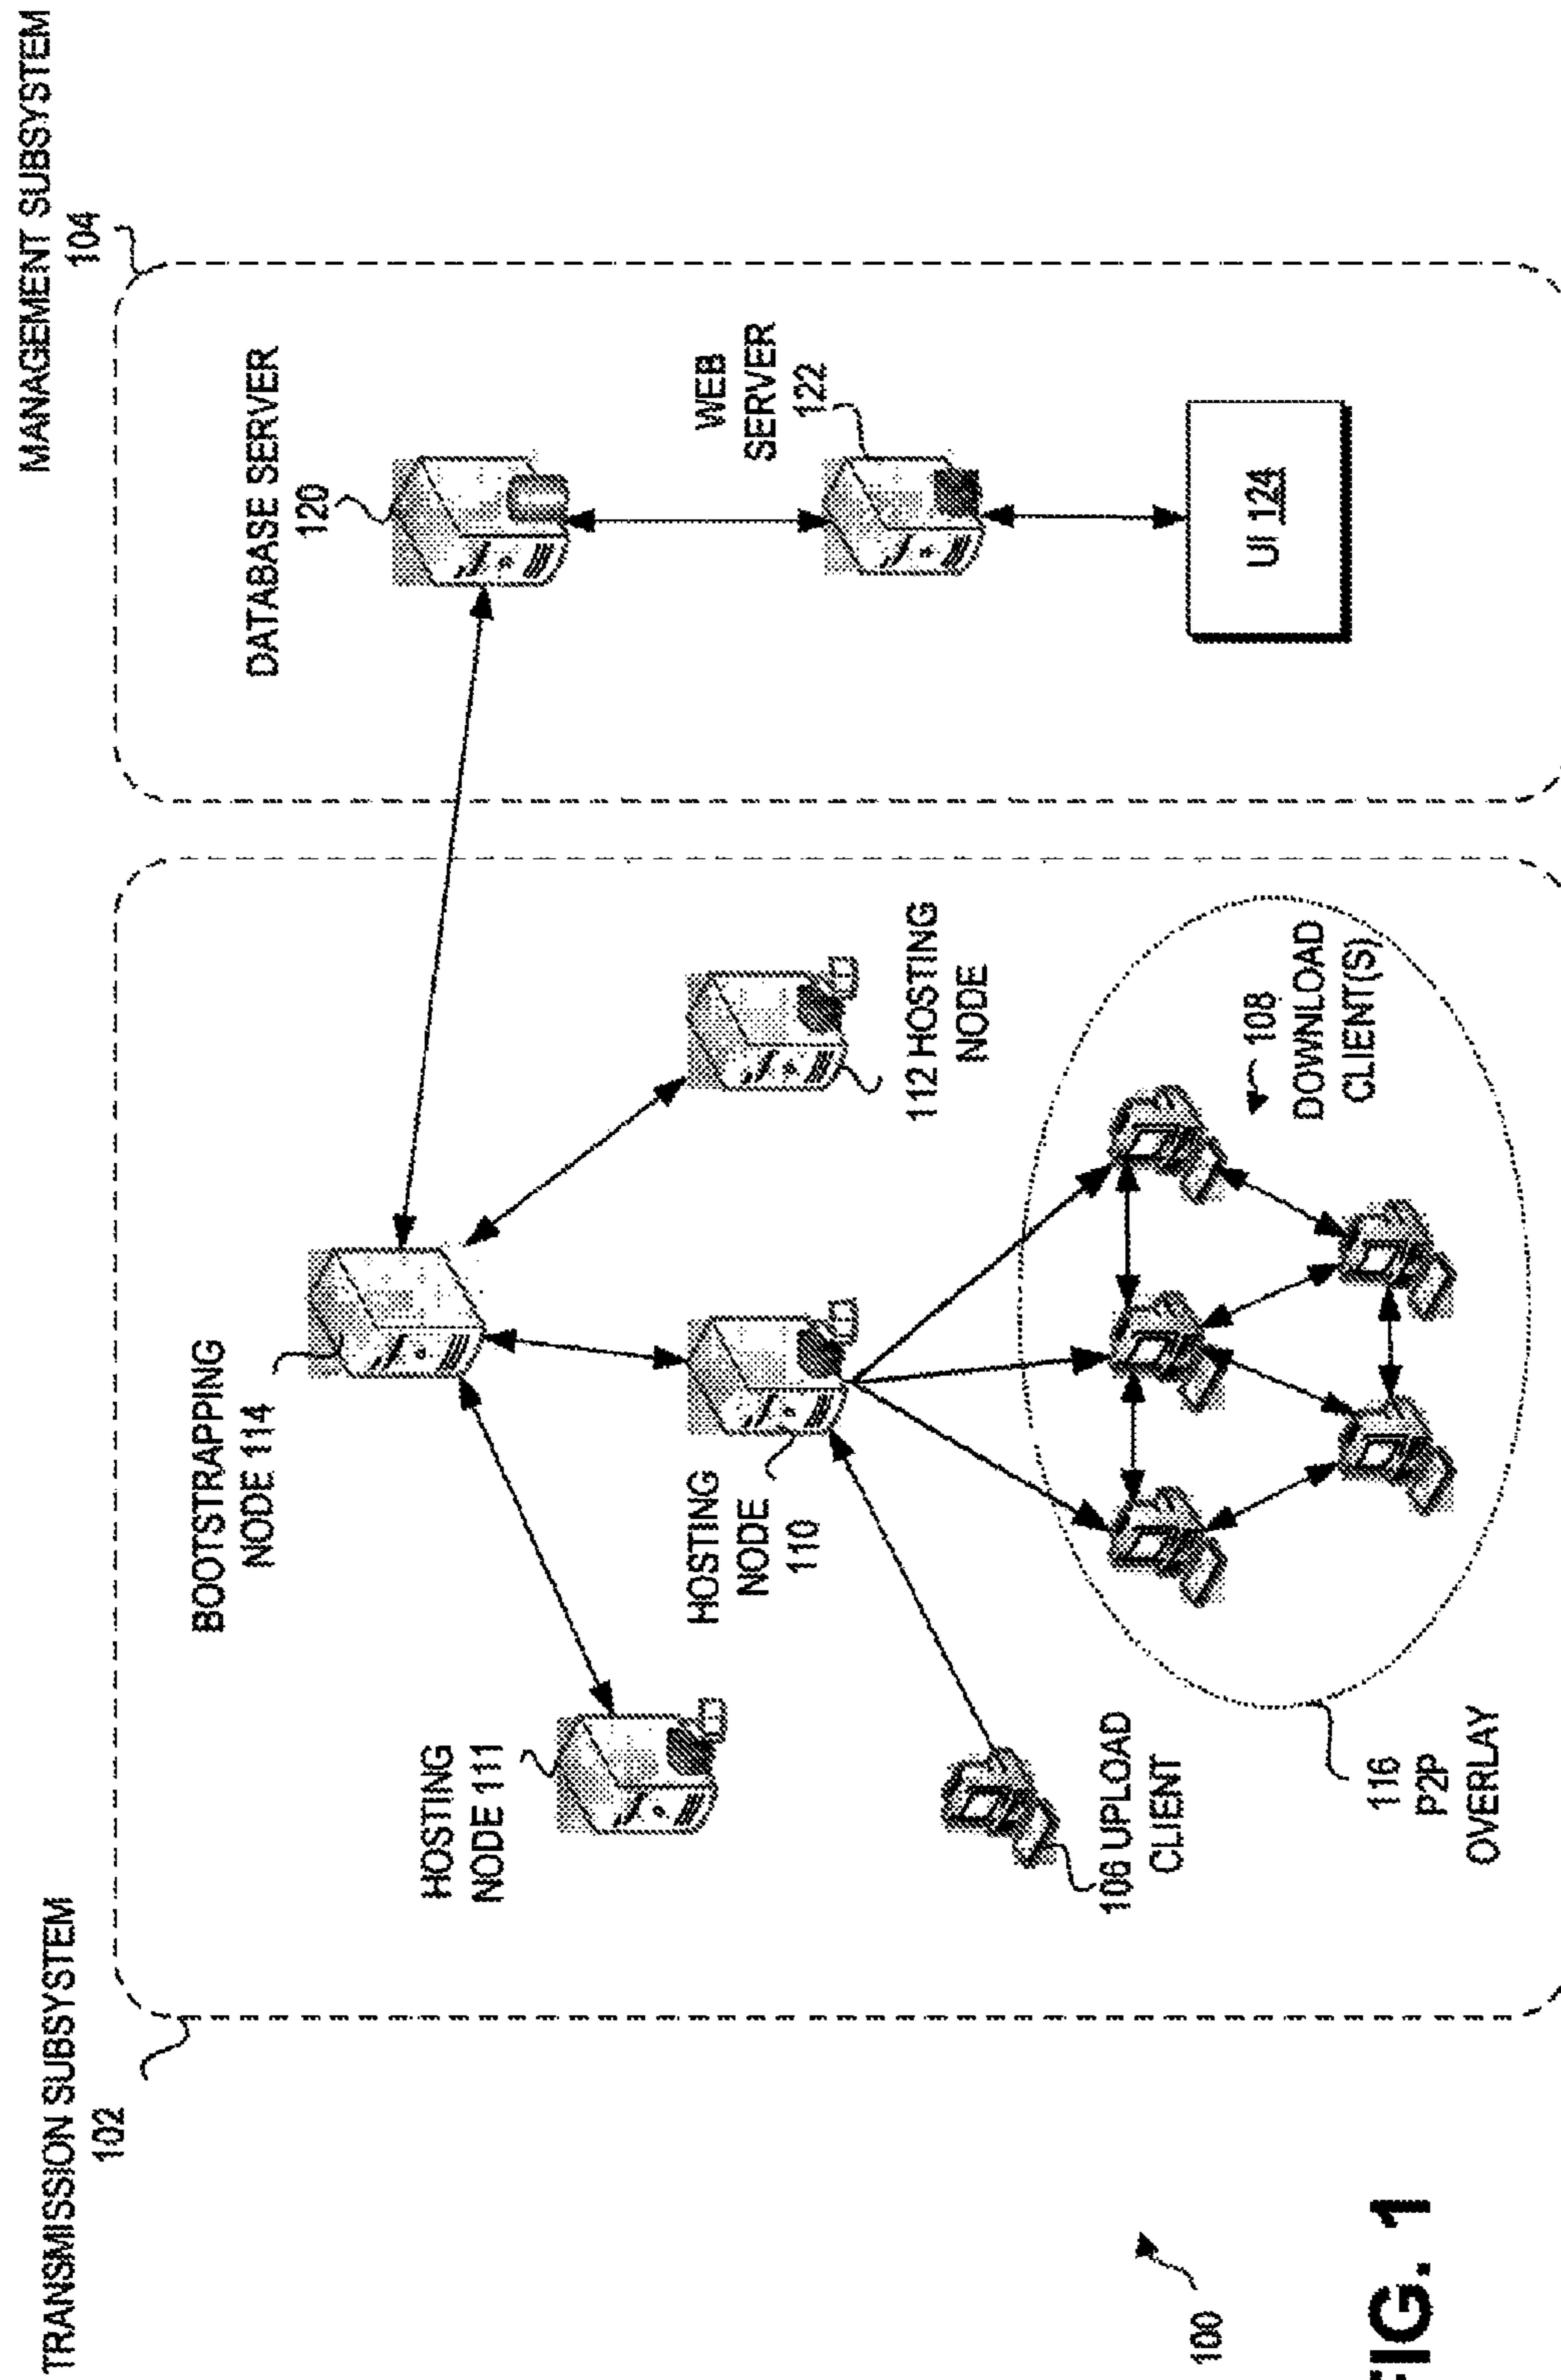 TRANSMISSION SUBSYSTEM
102
MANAGEMENT SUBSYSTEM
104
BOOTSTRAPPING
NODE 114
DATABASE SERVER
120
HOSTING
NODE 111
HOSTING
NODE
110
112 HOSTING
NODE
WEB
SERVER
122
106 UPLOAD
CLIENT
108
DOWNLOAD
CLIENT(S)
UI 124
116
P2P
OVERLAY
100
FIG. 1